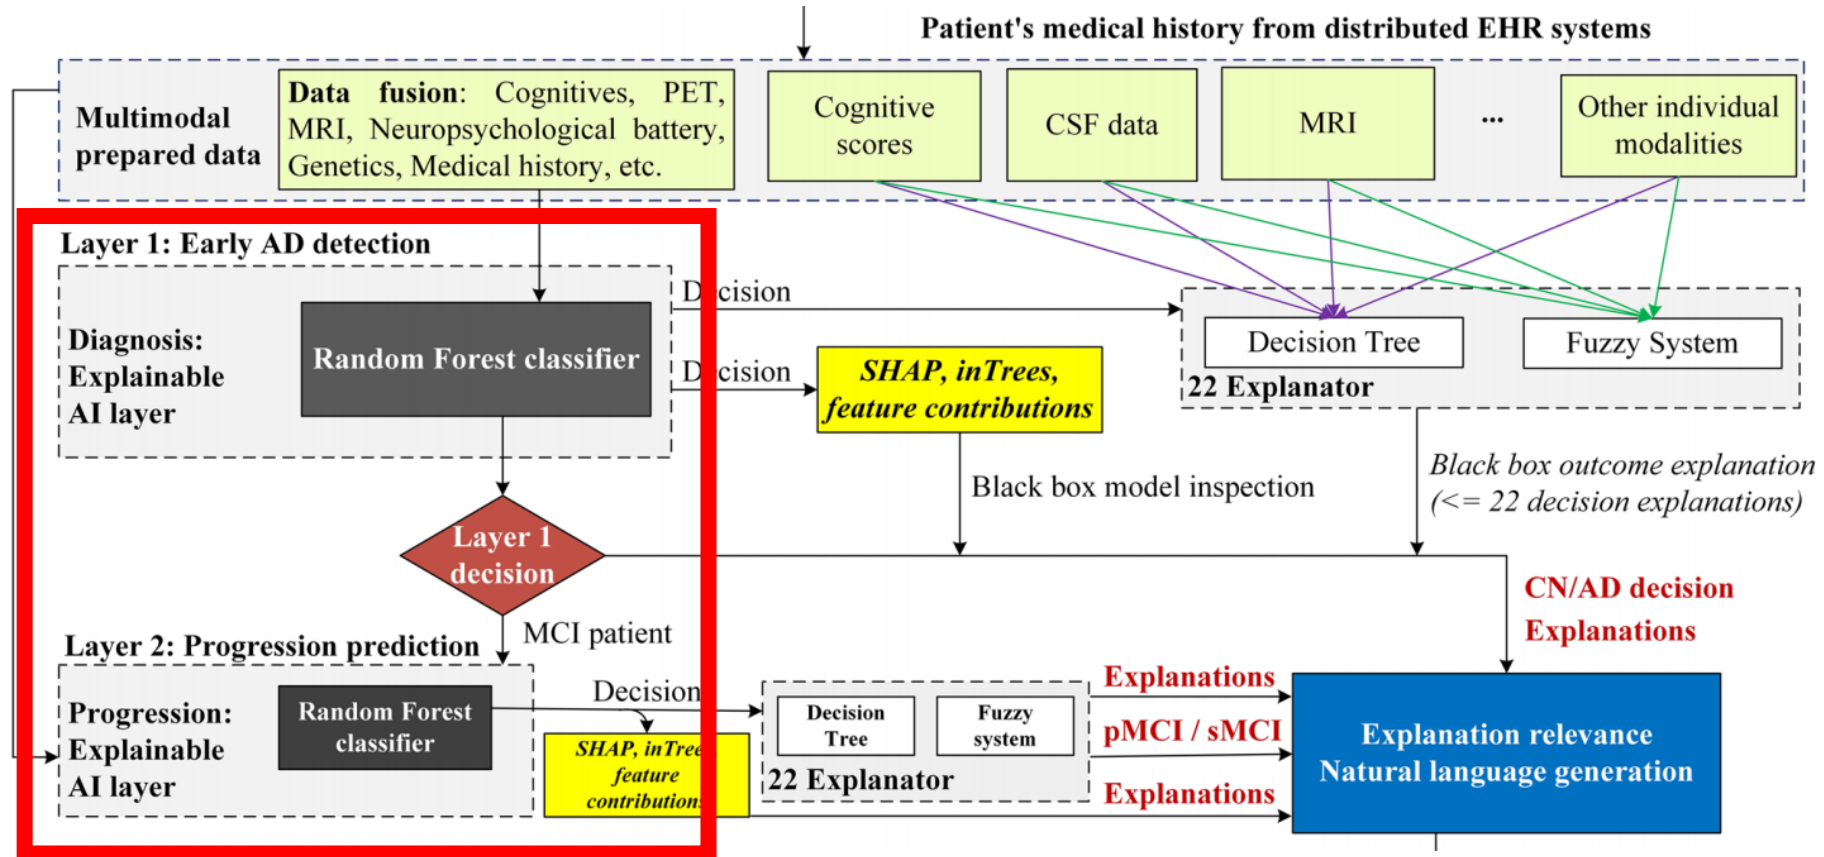 Patient's medical history from distributed EHR systems
Multimodal
prepared data
Data fusion: Cognitives, PET,
MRI, Neuropsychological battery,
Genetics, Medical history, etc.
Cognitive
scores
CSF data
MRI
...
Other individual
modalities
Layer 1: Early AD detection
Diagnosis:
Explainable
AI layer
Random Forest classifier
Decision
Decision
SHAP, inTrees,
feature contributions
Decision Tree
Fuzzy System
22 Explanator
Black box model inspection
Black box outcome explanation
(<= 22 decision explanations)
Layer 1
decision
CN/AD decision
Explanations
MCI patient
Layer 2: Progression prediction
Progression:
Explainable
AI layer
Random Forest
classifier
Decision
SHAP, inTrees,
feature
contributions
Decision
Tree
Fuzzy
system
22 Explanator
Explanations
pMCI / sMCI
Explanations
Explanation relevance
Natural language generation